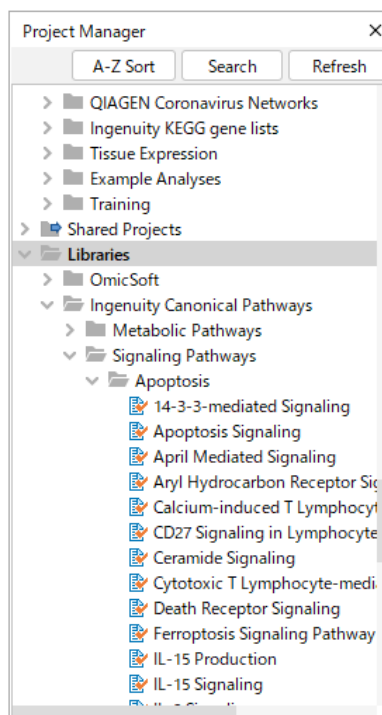 Project Manager
A-Z Sort Search Refresh
QIAGEN Coronavirus Networks
Ingenuity KEGG gene lists
Tissue Expression
Example Analyses
Training
Shared Projects
Libraries
OmicSoft
Ingenuity Canonical Pathways
Metabolic Pathways
Signaling Pathways
Apoptosis
14-3-3-mediated Signaling
Apoptosis Signaling
April Mediated Signaling
Aryl Hydrocarbon Receptor Sig
Calcium-induced T Lymphocyt
CD27 Signaling in Lymphocyte
Ceramide Signaling
Cytotoxic T Lymphocyte-medi
Death Receptor Signaling
Ferroptosis Signaling Pathway
IL-15 Production
IL-15 Signaling